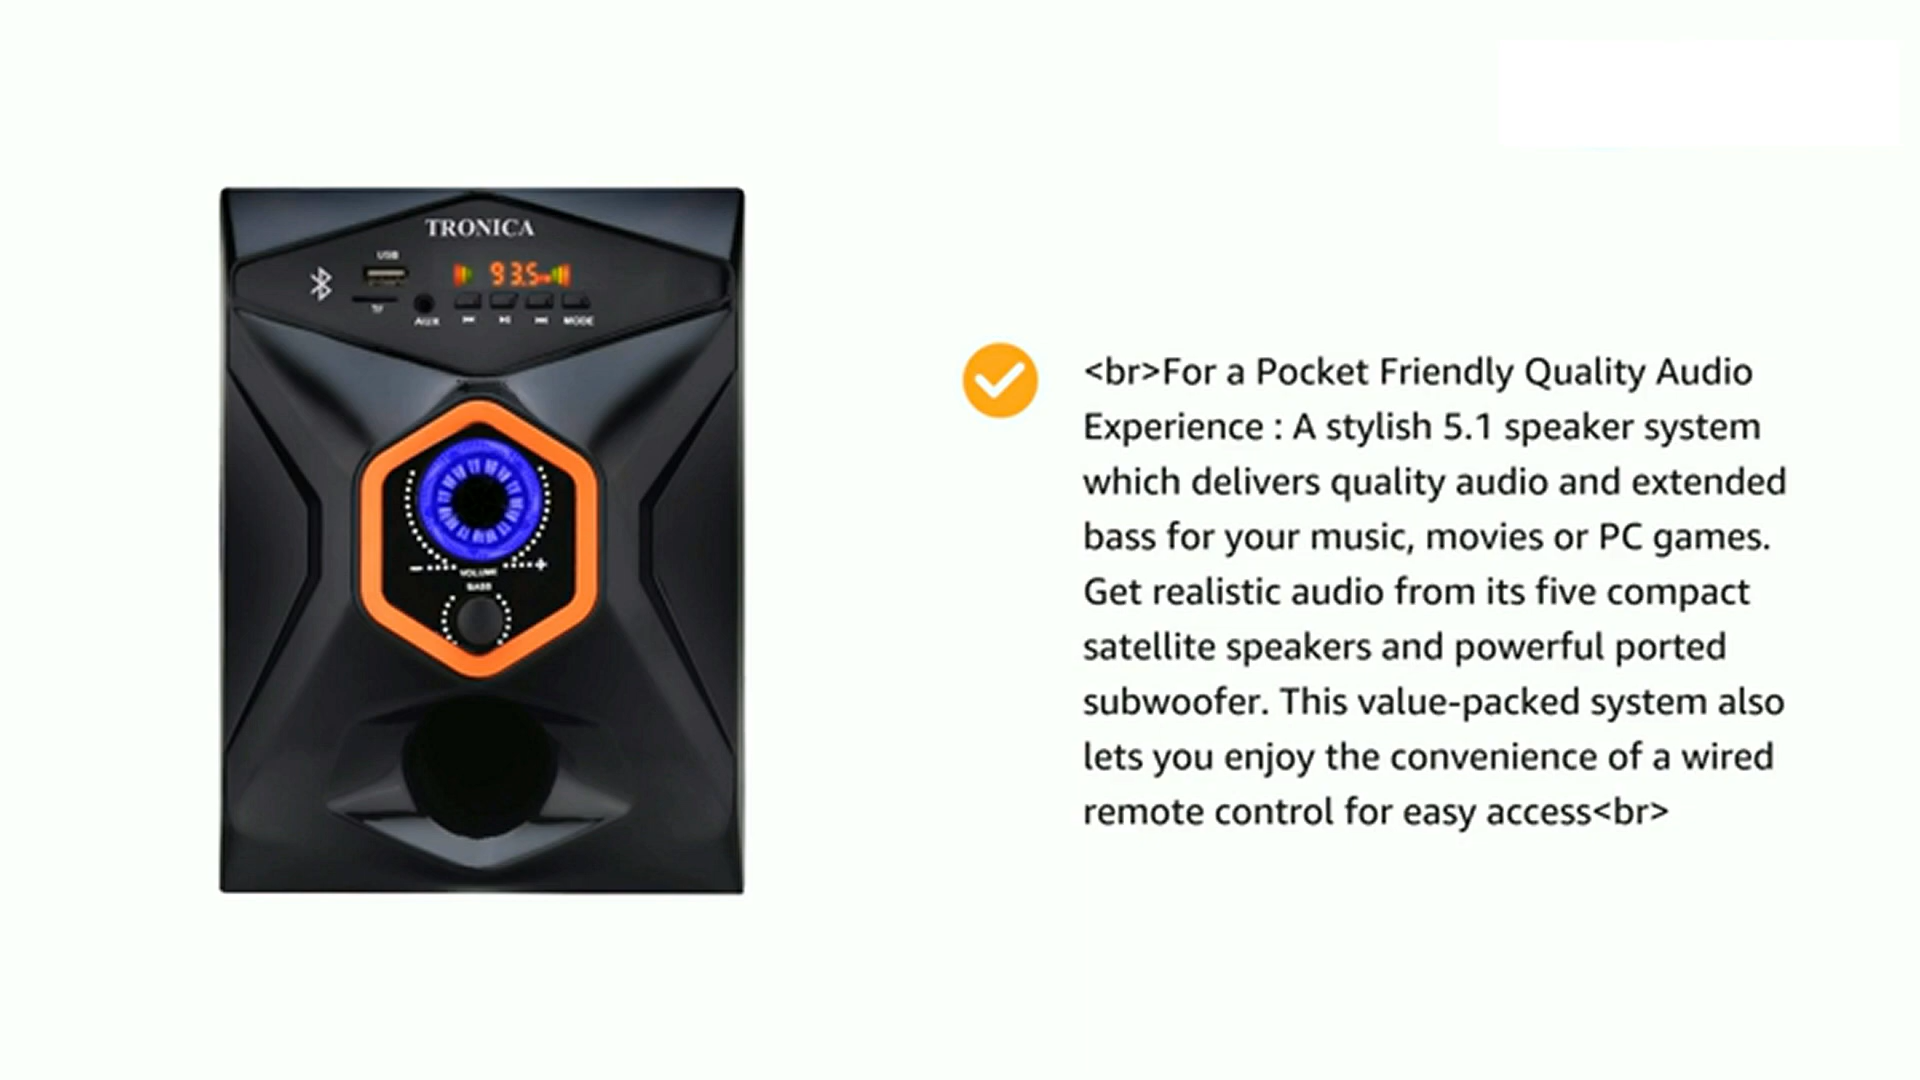 TRONICA
USB
93.5
TF
AUX
MODE
VOLUME
BASS
<br>For a Pocket Friendly Quality Audio
Experience : A stylish 5.1 speaker system
which delivers quality audio and extended
bass for your music, movies or PC games.
Get realistic audio from its five compact
satellite speakers and powerful ported
subwoofer. This value-packed system also
lets you enjoy the convenience of a wired
remote control for easy access<br>